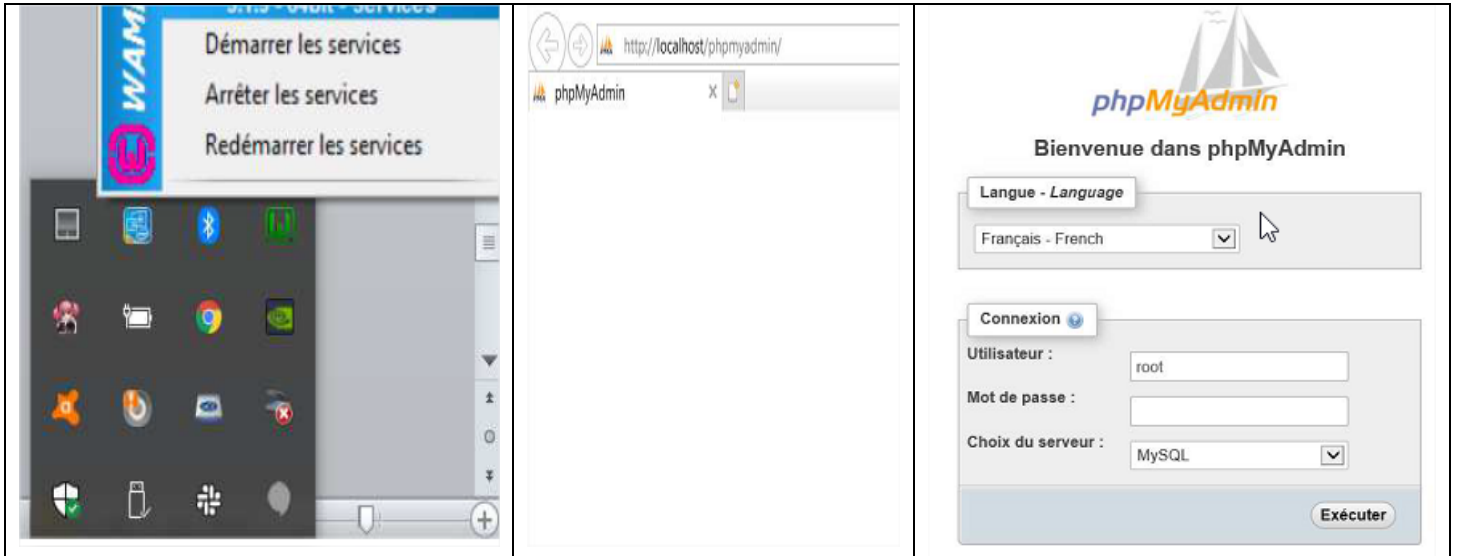 3.1.9 - 64bit - Services
WAMP
Démarrer les services
Arrêter les services
Redémarrer les services
http://localhost/phpmyadmin/
phpMyAdmin
phpMyAdmin
Bienvenue dans phpMyAdmin
Langue - Language
Français - French
Connexion
Utilisateur :
root
Mot de passe :
Choix du serveur :
MySQL
Exécuter